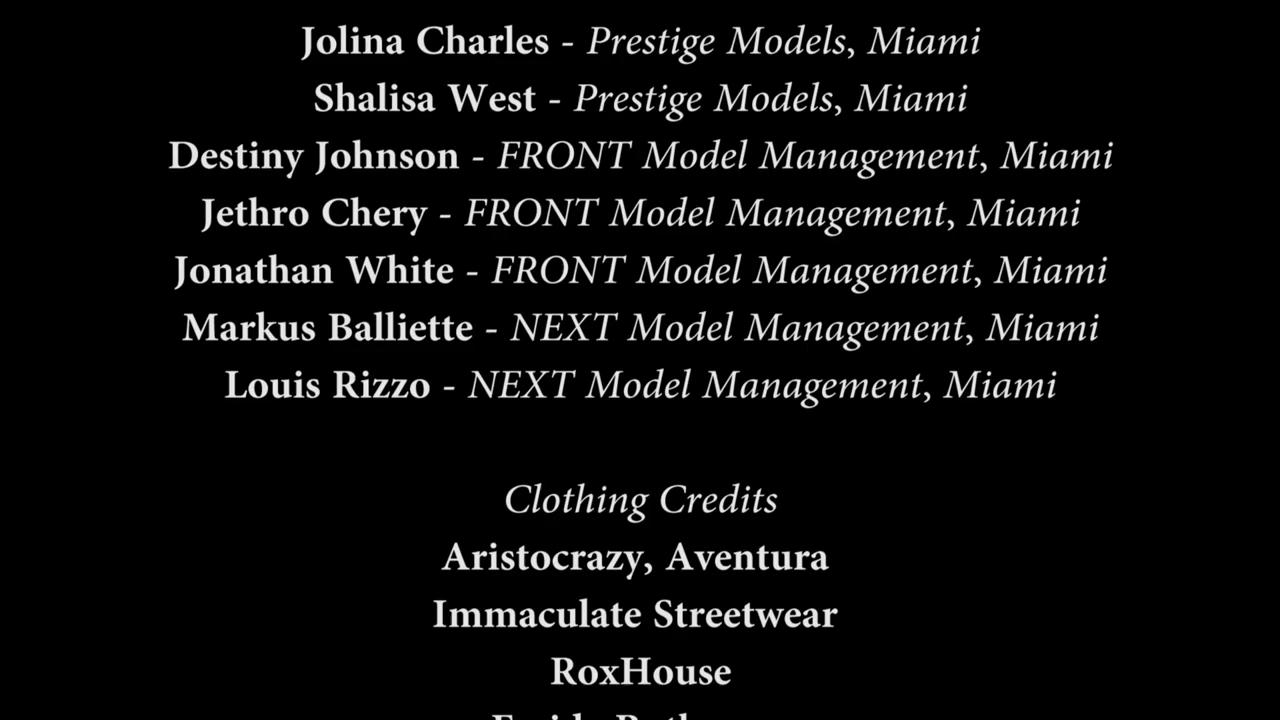 Jolina Charles - Prestige Models, Miami
Shalisa West - Prestige Models, Miami
Destiny Johnson - FRONT Model Management, Miami
Jethro Chery - FRONT Model Management, Miami
Jonathan White - FRONT Model Management, Miami
Markus Balliette - NEXT Model Management, Miami
Louis Rizzo - NEXT Model Management, Miami
Clothing Credits
Aristocrazy, Aventura
Immaculate Streetwear
RoxHouse